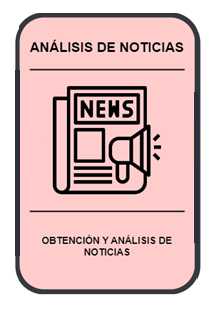 ANÁLISIS DE NOTICIAS
NEWS
OBTENCIÓN Y ANÁLISIS DE
NOTICIAS